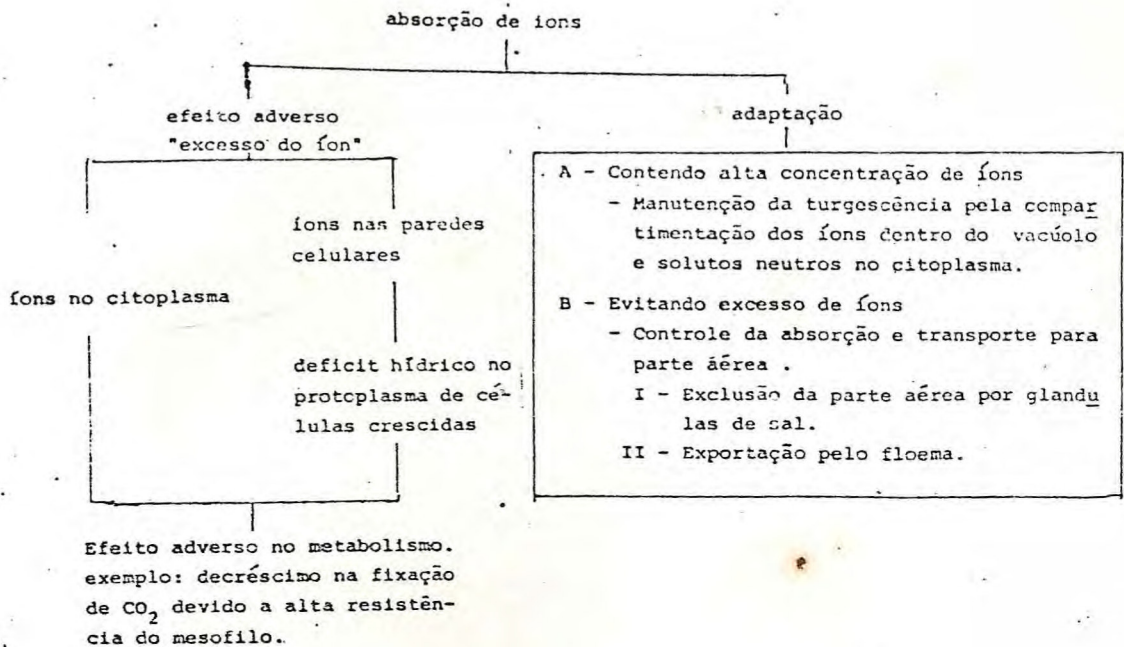 absorção de ions
efeito adverso
"excesso do íon"
íons nas paredes
celulares
íons no citoplasma
deficit hídrico no
protoplasma de cé-
lulas crescidas
Efeito adverso no metabolismo.
exemplo: decréscimo na fixação
de CO2 devido a alta resistên-
cia do mesofilo.
adaptação
A - Contendo alta concentração de íons
- Manutenção da turgescência pela compar
timentação dos íons dentro do vacúolo
e solutos neutros no citoplasma.
B - Evitando excesso de íons
- Controle da absorção e transporte para
parte áérea .
I - Exclusão da parte aérea por glandu
las de sal.
II - Exportação pelo floema.